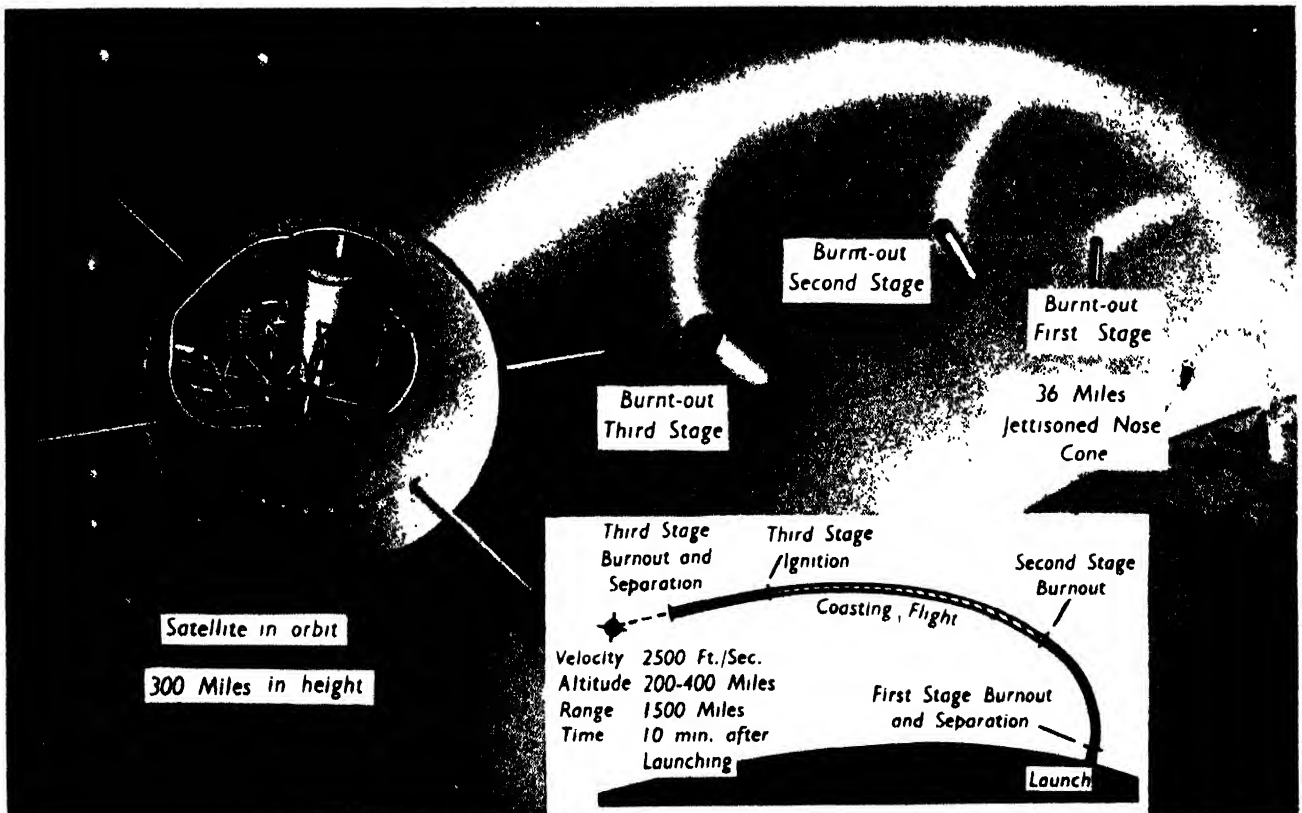 Burnt-out
Second Stage
Burnt-out
First Stage
36 Miles
Jettisoned Nose
Cone
Burnt-out
Third Stage
Satellite in orbit
300 Miles in height
Third Stage
Burnout and
Separation
Third Stage
Ignition
Second Stage
Burnout
Coasting Flight
Velocity 2500 Ft./Sec.
Altitude 200-400 Miles
Range 1500 Miles
Time 10 min. after
Launching
First Stage Burnout
and Separation
Launch